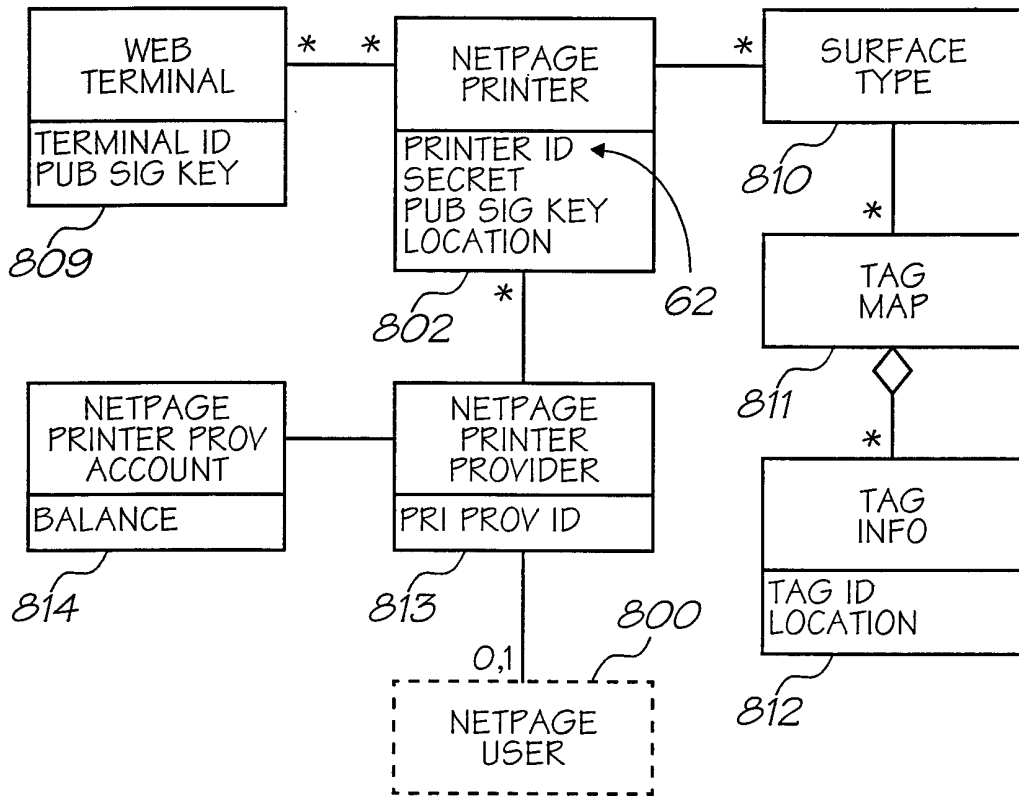 WEB
TERMINAL
TERMINAL ID
PUB SIG KEY
809
* *
NETPAGE
PRINTER
PRINTER ID
SECRET
PUB SIG KEY
LOCATION
802
62
*
*
SURFACE
TYPE
810
*
TAG
MAP
811
*
NETPAGE
PRINTER PROV
ACCOUNT
BALANCE
814
NETPAGE
PRINTER
PROVIDER
PRI PROV ID
813
TAG
INFO
TAG ID
LOCATION
812
0,1
800
NETPAGE
USER